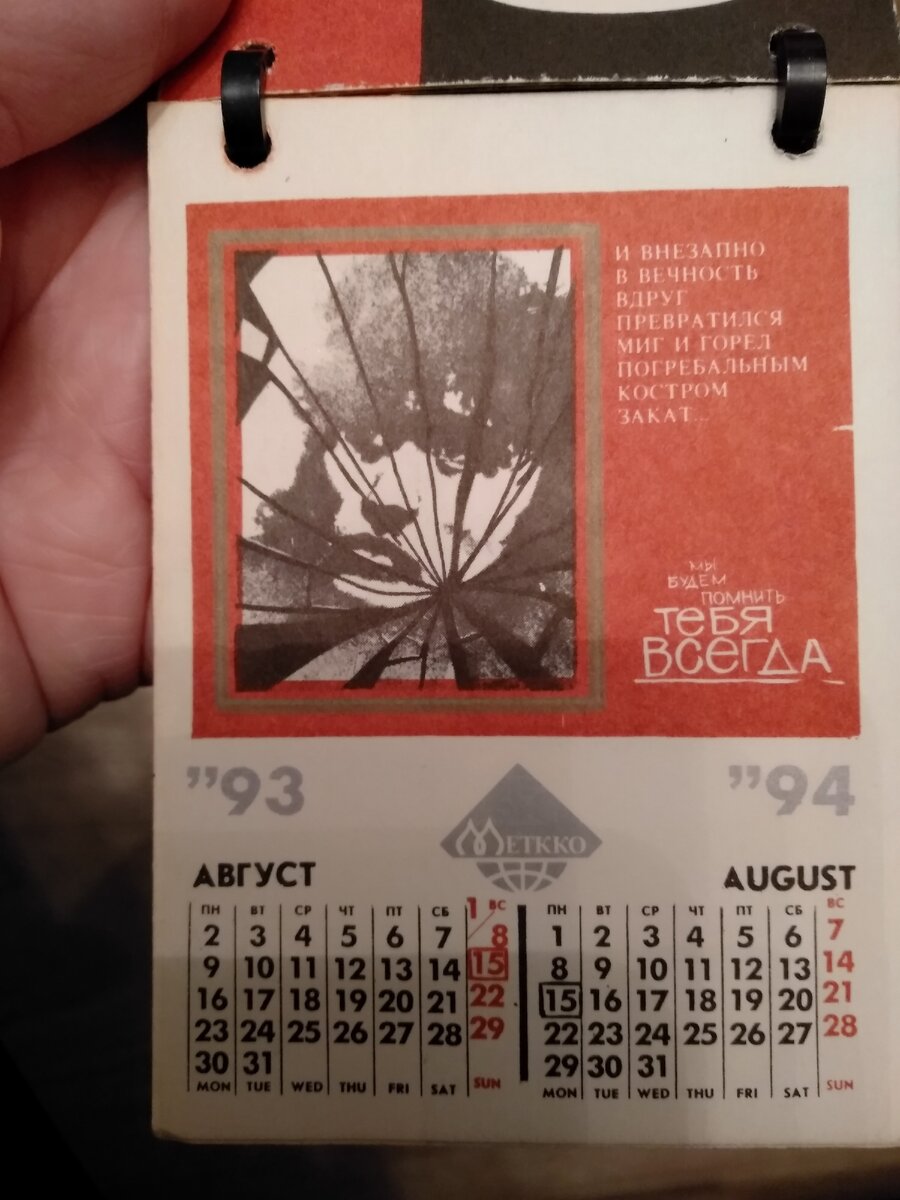 И ВНЕЗАПНО
В ВЕЧНОСТЬ
ВДРУГ
ПРЕВРАТИЛСЯ
МИГ И ГОРЕЛ
ПОГРЕБАЛЬНЫМ
КОСТРОМ
ЗАКАТ...
МЫ
БУДЕМ
ПОМНИТЬ
ТЕБЯ
ВСЕГДА
"93
"94
МЕТККО
АВГУСТ
ПН ВТ СР ЧТ ПТ СБ 1/ВС
2 3 4 5 6 7 8
9 10 11 12 13 14 15
16 17 18 19 20 21 22
23 24 25 26 27 28 29
30 31
MON TUE WED THU FRI SAT SUN
AUGUST
ПН ВТ СР ЧТ ПТ СБ ВС
1 2 3 4 5 6 7
8 9 10 11 12 13 14
15 16 17 18 19 20 21
22 23 24 25 26 27 28
29 30 31
MON TUE WED THU FRI SAT SUN